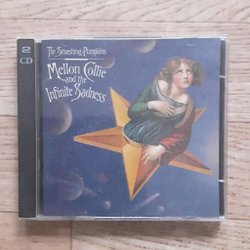 2
CD
The Smashing Pumpkins
Mellon Collie
and the
Infinite Sadness